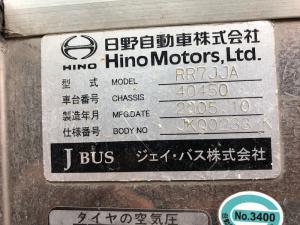 日野自動車株式会社
HINO
Hino Motors, Ltd.
型式 MODEL RR7JJA
車台番号 CHASSIS 40450
製造年月 MFG.DATE 2005.10
仕様番号 BODY NO
J BUS ジェイ・バス株式会社
タイヤの空気圧
No.3400